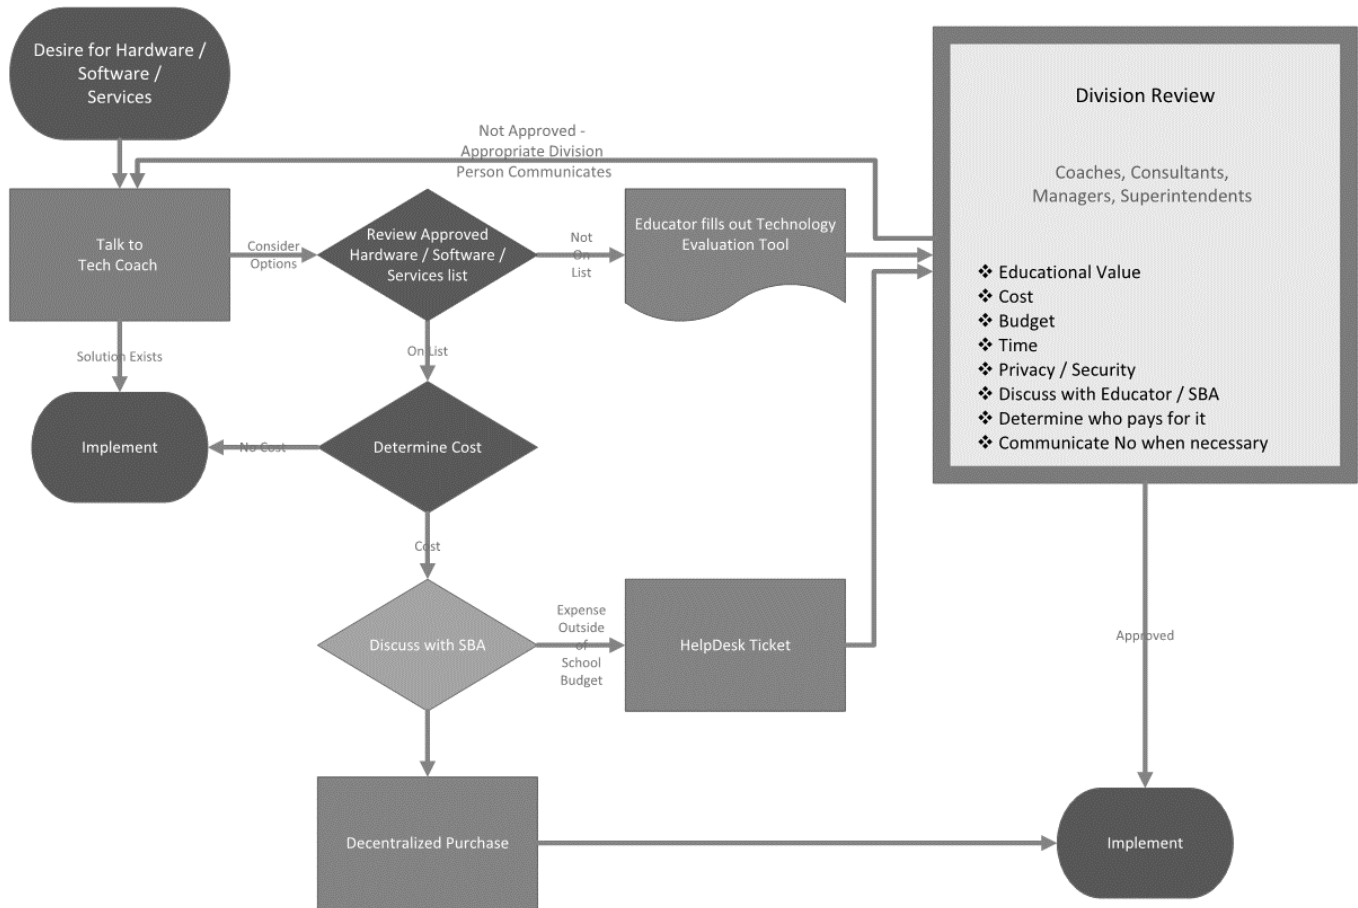 Desire for Hardware /
Software /
Services
Not Approved -
Appropriate Division
Person Communicates
Division Review
Coaches, Consultants,
Managers, Superintendents
❖ Educational Value
❖ Cost
❖ Budget
❖ Time
❖ Privacy / Security
❖ Discuss with Educator / SBA
❖ Determine who pays for it
❖ Communicate No when necessary
Talk to
Tech Coach
Consider
Options
Review Approved
Hardware / Software /
Services list
Not
On
List
Educator fills out Technology
Evaluation Tool
Solution Exists
On List
Implement
No Cost
Determine Cost
Cost
Discuss with SBA
Expense
Outside
of
School
Budget
HelpDesk Ticket
Approved
Decentralized Purchase
Implement